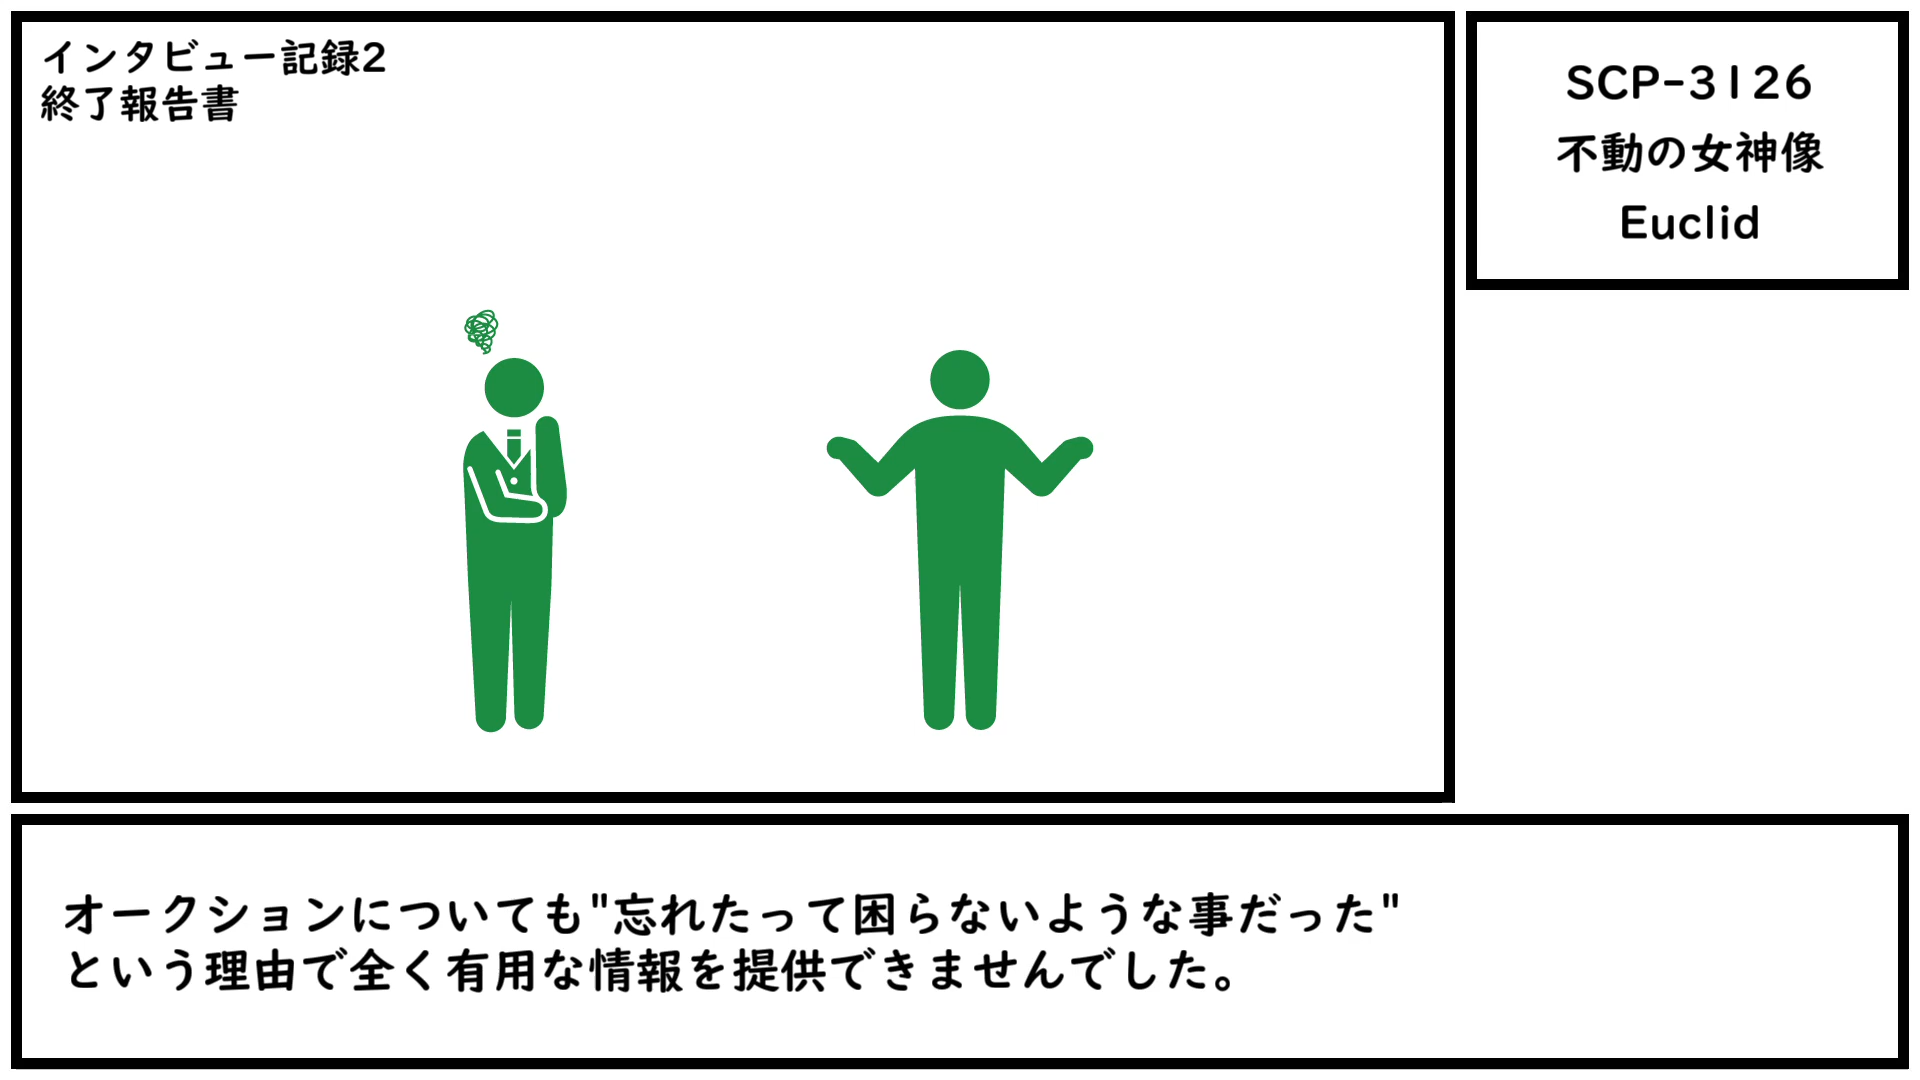 インタビュー記録2
終了報告書
SCP-3126
不動の女神像
Euclid
オークションについても"忘れたって困らないような事だった"
という理由で全く有用な情報を提供できませんでした。